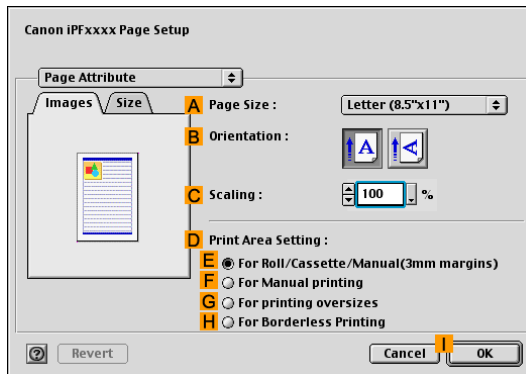 Canon iPFxxxx Page Setup
Page Attribute
Images Size
A Page Size : Letter (8.5"x11")
B Orientation : A A
C Scaling : 100 %
D Print Area Setting :
E For Roll/Cassette/Manual(3mm margins)
F For Manual printing
G For printing oversizes
H For Borderless Printing
? Revert Cancel I OK